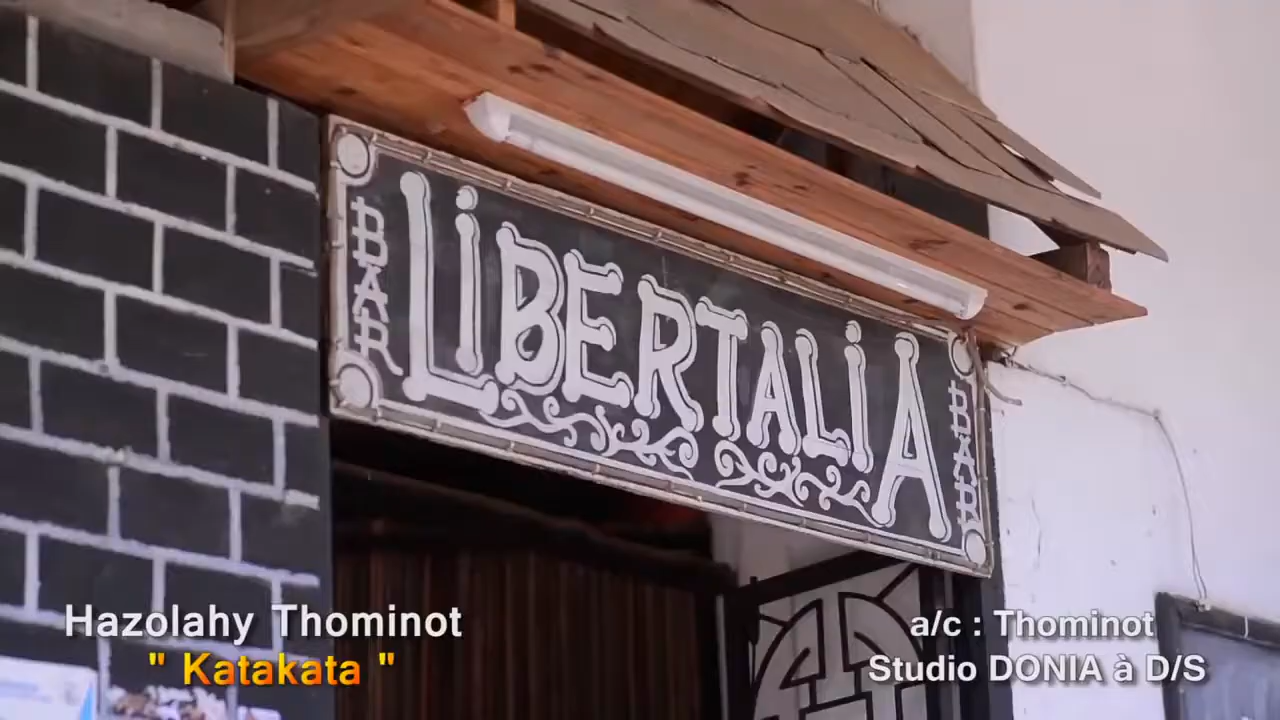 BAR
LIBERTALIA
BAR
Hazolahy Thominot
" Katakata "
a/c : Thominot
Studio DONIA à D/S